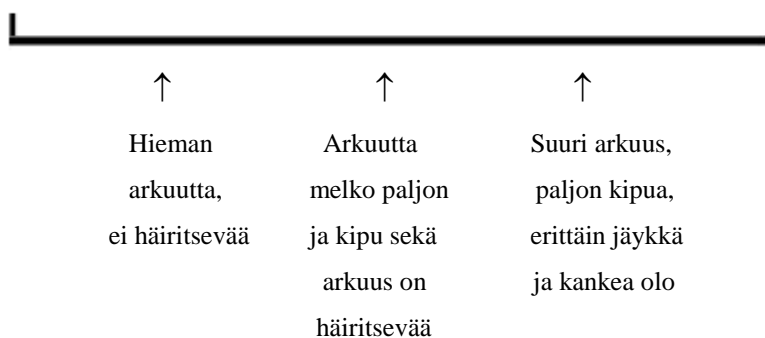 ↑ ↑ ↑
Hieman Arkuutta Suuri arkuus,
arkuutta, melko paljon paljon kipua,
ei häiritsevää ja kipu sekä erittäin jäykkä
arkuus on ja kankea olo
häiritsevää